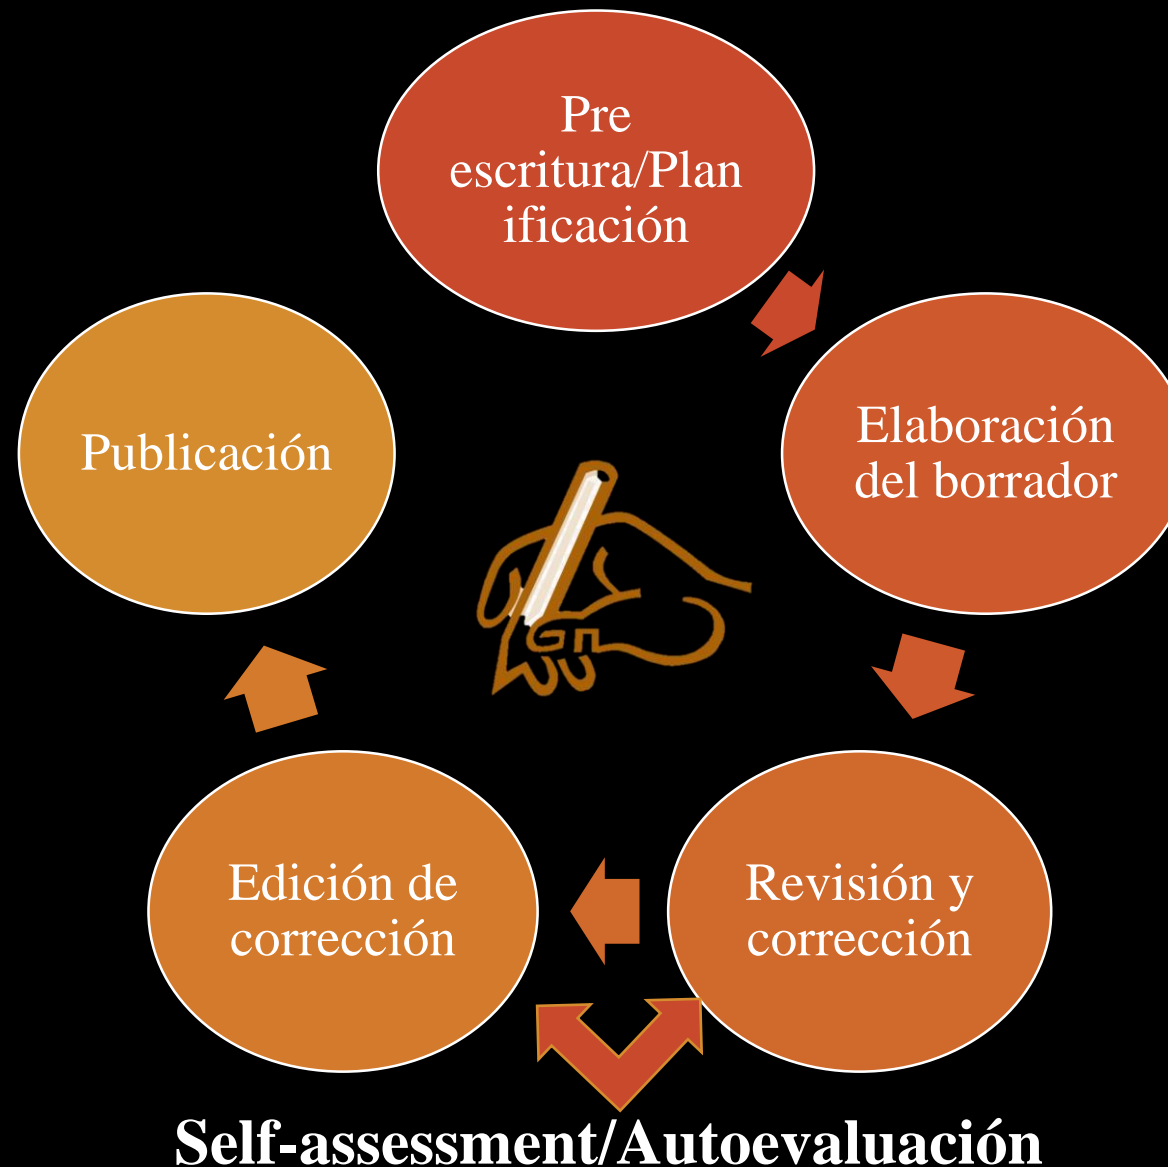 Pre
escritura/Plan
ificación
Elaboración
del borrador
Revisión y
corrección
Edición de
corrección
Publicación
Self-assessment/Autoevaluación